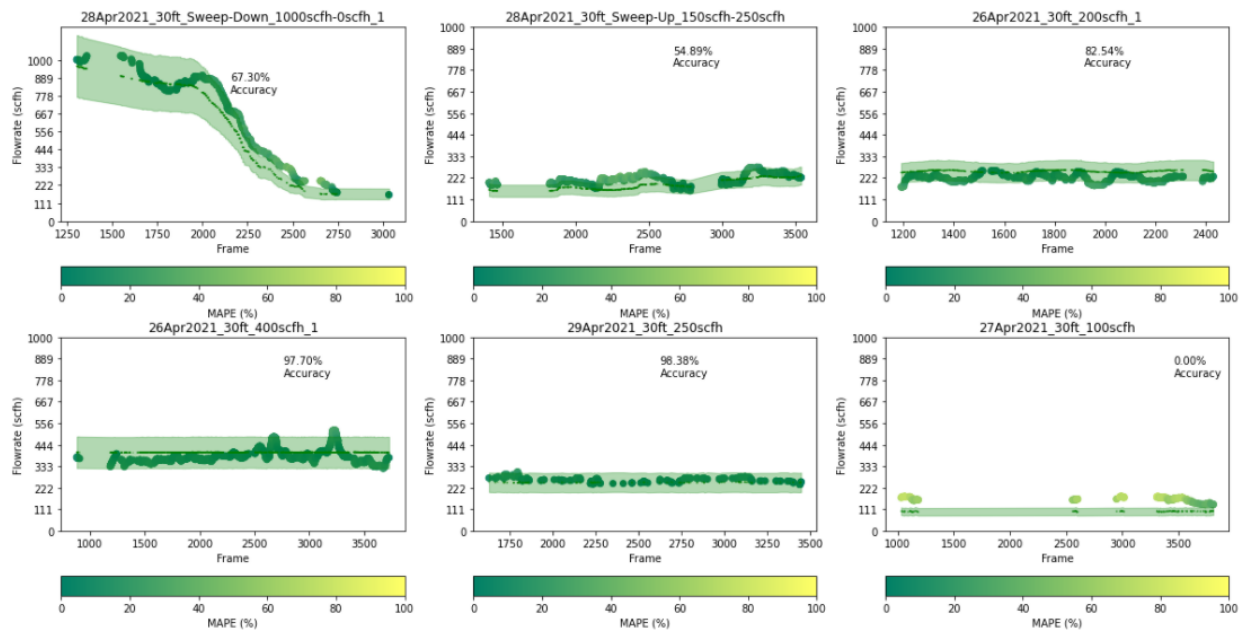 28Apr2021_30ft_Sweep-Down_1000scfh-0scfh_1
1000
889
778
667
556
444
333
222
111
0
Flowrate (scfh)
67.30%
Accuracy
1250 1500 1750 2000 2250 2500 2750 3000
Frame
0 20 40 60 80 100
MAPE (%)
28Apr2021_30ft_Sweep-Up_150scfh-250scfh
1000
889
778
667
556
444
333
222
111
0
Flowrate (scfh)
54.89%
Accuracy
1500 2000 2500 3000 3500
Frame
0 20 40 60 80 100
MAPE (%)
26Apr2021_30ft_200scfh_1
1000
889
778
667
556
444
333
222
111
0
Flowrate (scfh)
82.54%
Accuracy
1200 1400 1600 1800 2000 2200 2400
Frame
0 20 40 60 80 100
MAPE (%)
26Apr2021_30ft_400scfh_1
1000
889
778
667
556
444
333
222
111
0
Flowrate (scfh)
97.70%
Accuracy
1000 1500 2000 2500 3000 3500
Frame
0 20 40 60 80 100
MAPE (%)
29Apr2021_30ft_250scfh
1000
889
778
667
556
444
333
222
111
0
Flowrate (scfh)
98.38%
Accuracy
1750 2000 2250 2500 2750 3000 3250 3500
Frame
0 20 40 60 80 100
MAPE (%)
27Apr2021_30ft_100scfh
1000
889
778
667
556
444
333
222
111
0
Flowrate (scfh)
0.00%
Accuracy
1000 1500 2000 2500 3000 3500
Frame
0 20 40 60 80 100
MAPE (%)